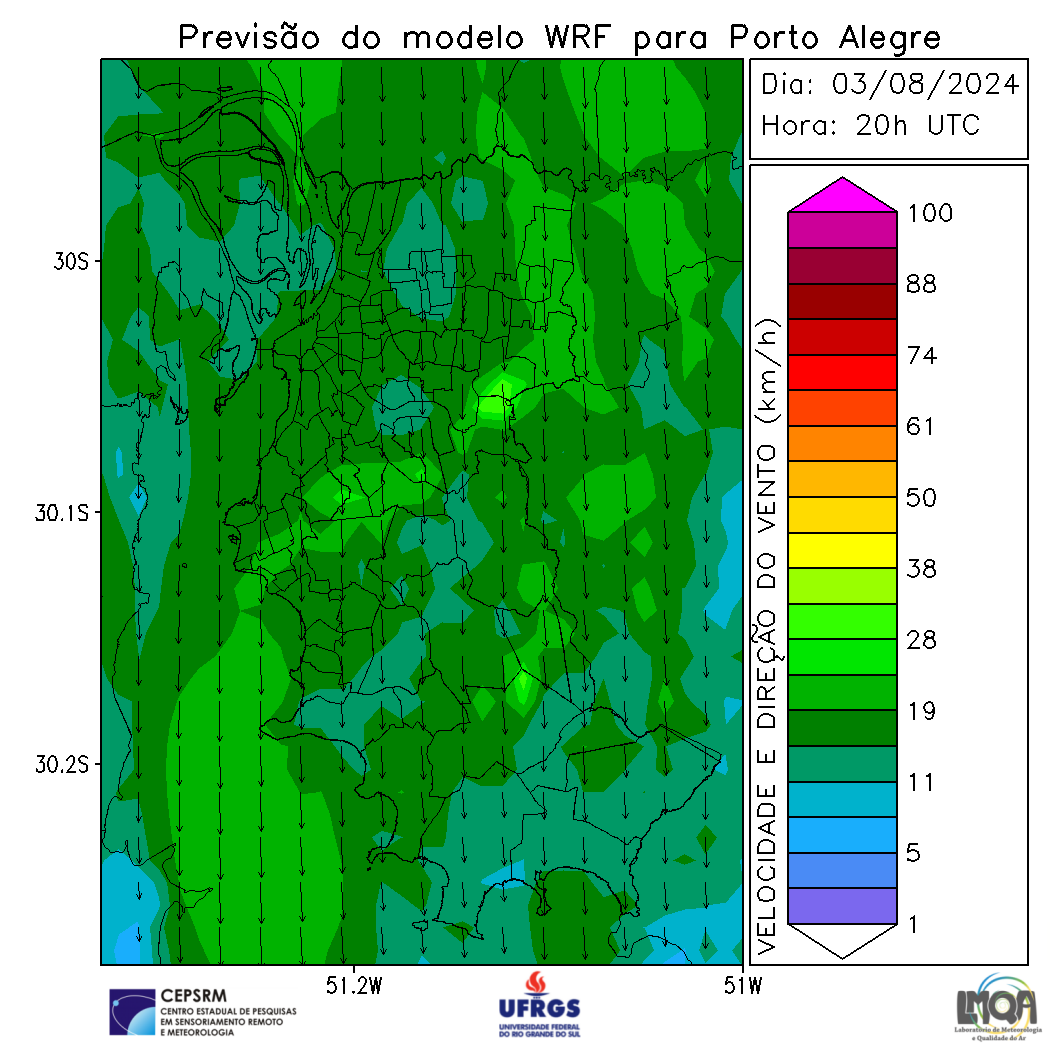 Previsão do modelo WRF para Porto Alegre
Dia: 03/08/2024
Hora: 20h UTC
30S
30.1S
30.2S
51.2W
51W
VELOCIDADE E DIREÇÃO DO VENTO (km/h)
100
88
74
61
50
38
28
19
11
5
1
CEPSRM
CENTRO ESTADUAL DE PESQUISAS
EM SENSORIAMENTO REMOTO
E METEOROLOGIA
UFRGS
UNIVERSIDADE FEDERAL
DO RIO GRANDE DO SUL
LMQA
Laboratório de Meteorologia
e Qualidade do Ar